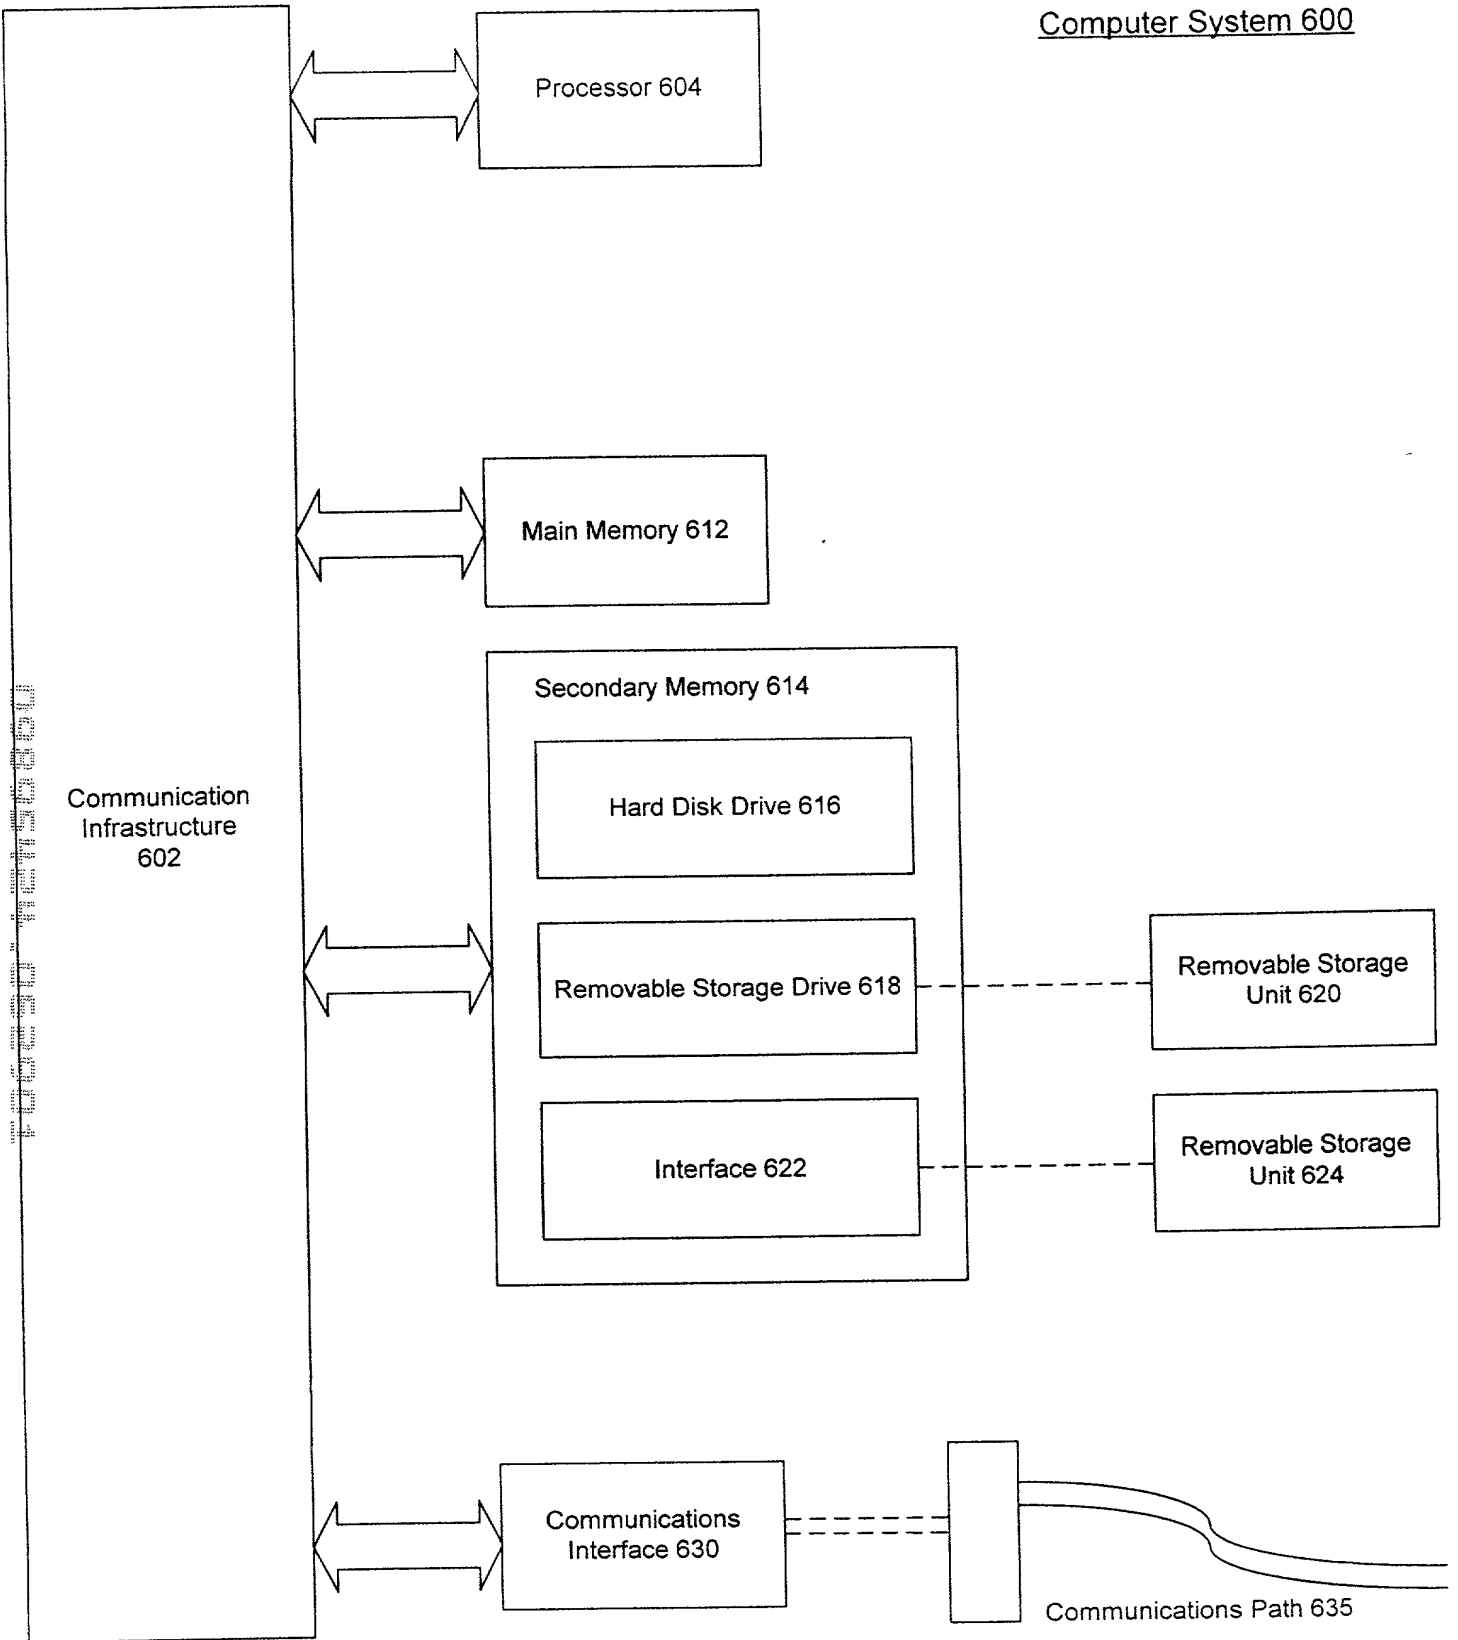 Computer System 600
Processor 604
Main Memory 612
Secondary Memory 614
Hard Disk Drive 616
Communication
Infrastructure
602
Removable Storage Drive 618
Removable Storage
Unit 620
Interface 622
Removable Storage
Unit 624
Communications
Interface 630
Communications Path 635